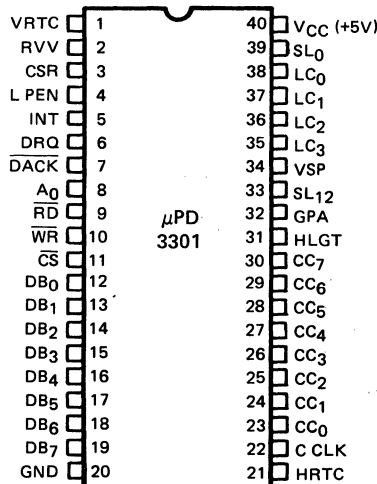 VRTC 1 40 VCC (+5V)
RVV 2 39 SL0
CSR 3 38 LC0
L PEN 4 37 LC1
INT 5 36 LC2
DRQ 6 35 LC3
DACK 7 34 VSP
A0 8 33 SL12
RD 9 32 GPA
μPD
3301
WR 10 31 HLGT
CS 11 30 CC7
DB0 12 29 CC6
DB1 13 28 CC5
DB2 14 27 CC4
DB3 15 26 CC3
DB4 16 25 CC2
DB5 17 24 CC1
DB6 18 23 CC0
DB7 19 22 C CLK
GND 20 21 HRTC